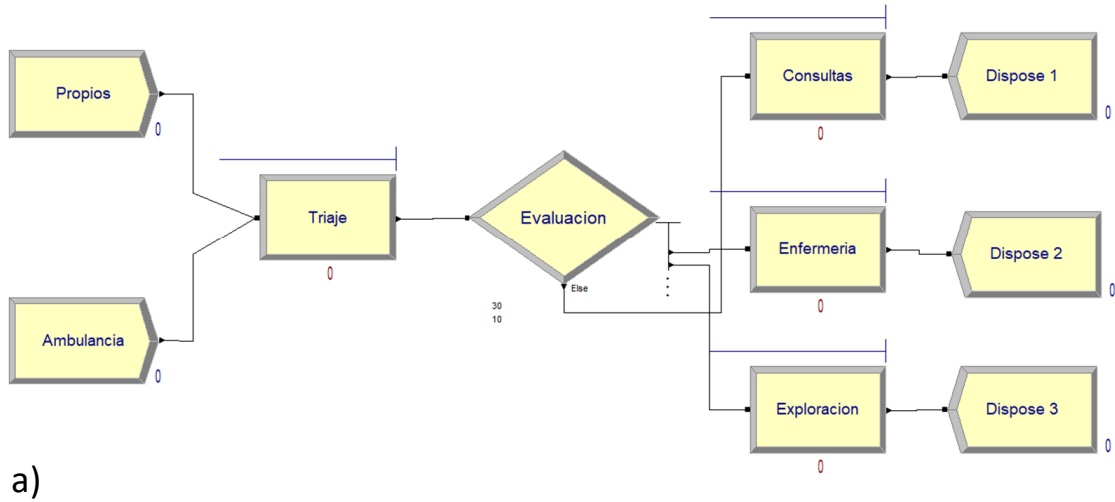 Propios
0
Ambulancia
0
Triaje
0
Evaluacion
Else
30
10
Consultas
0
Dispose 1
0
Enfermeria
0
Dispose 2
0
Exploracion
0
Dispose 3
0
a)